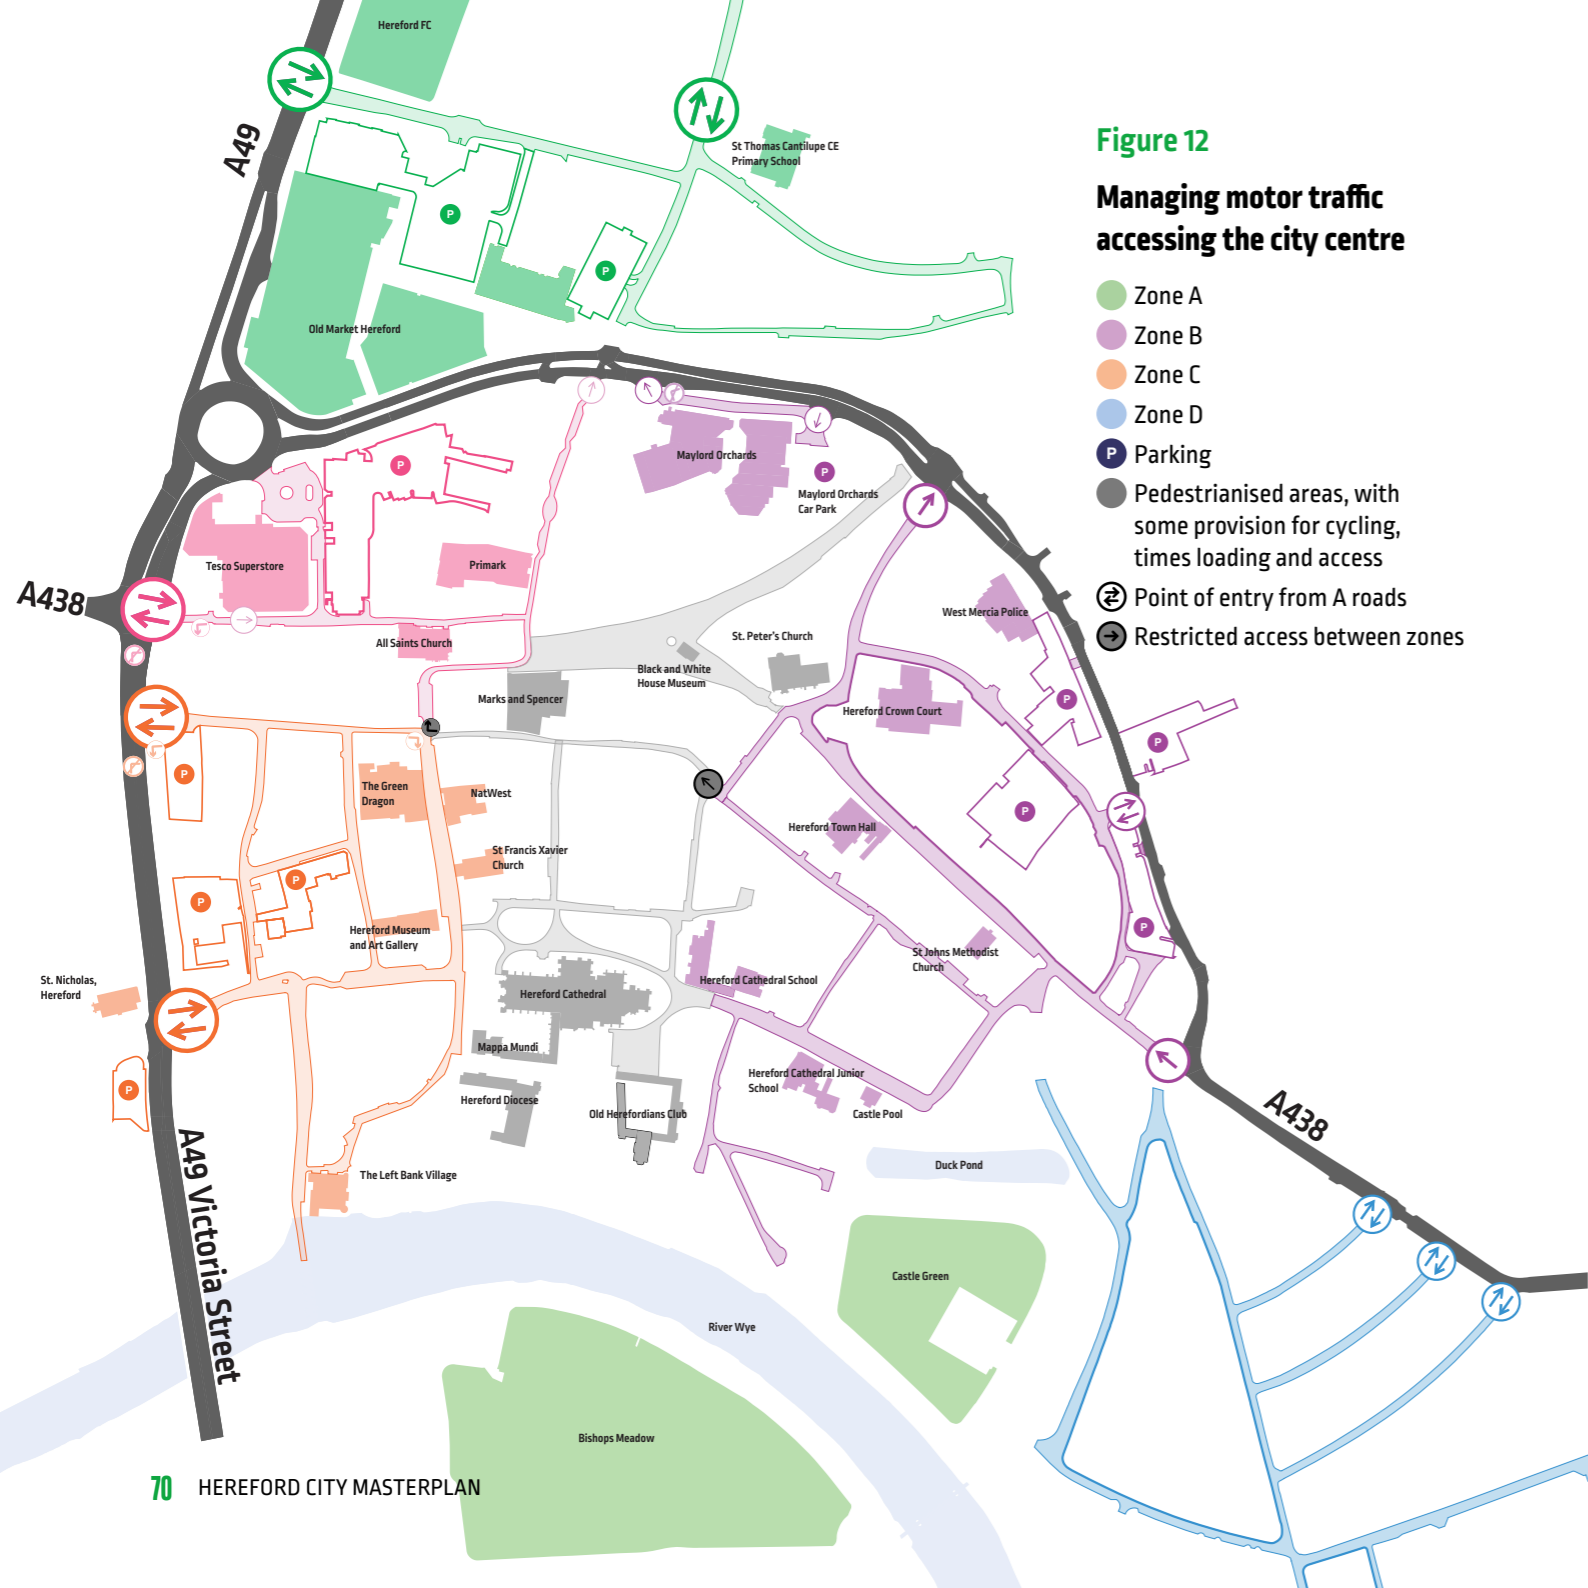 Hereford FC
A49
St Thomas Cantilupe CE
Primary School
P
P
Old Market Hereford
Figure 12
Managing motor traffic
accessing the city centre
Zone A
Zone B
Zone C
Zone D
P Parking
Pedestrianised areas, with
some provision for cycling,
times loading and access
Point of entry from A roads
Restricted access between zones
Maylord Orchards
P
P
Maylord Orchards
Car Park
Tesco Superstore
Primark
A438
West Mercia Police
All Saints Church
St. Peter's Church
Black and White
House Museum
Marks and Spencer
Hereford Crown Court
P
P
P
The Green
Dragon
NatWest
P
Hereford Town Hall
St Francis Xavier
Church
P
P
Hereford Museum
and Art Gallery
P
St Johns Methodist
Church
St. Nicholas,
Hereford
Hereford Cathedral
Hereford Cathedral School
Mappa Mundi
Hereford Cathedral Junior
School
P
Hereford Diocese
Old Herefordians Club
Castle Pool
A438
A49 Victoria Street
The Left Bank Village
Duck Pond
Castle Green
River Wye
Bishops Meadow
70 HEREFORD CITY MASTERPLAN